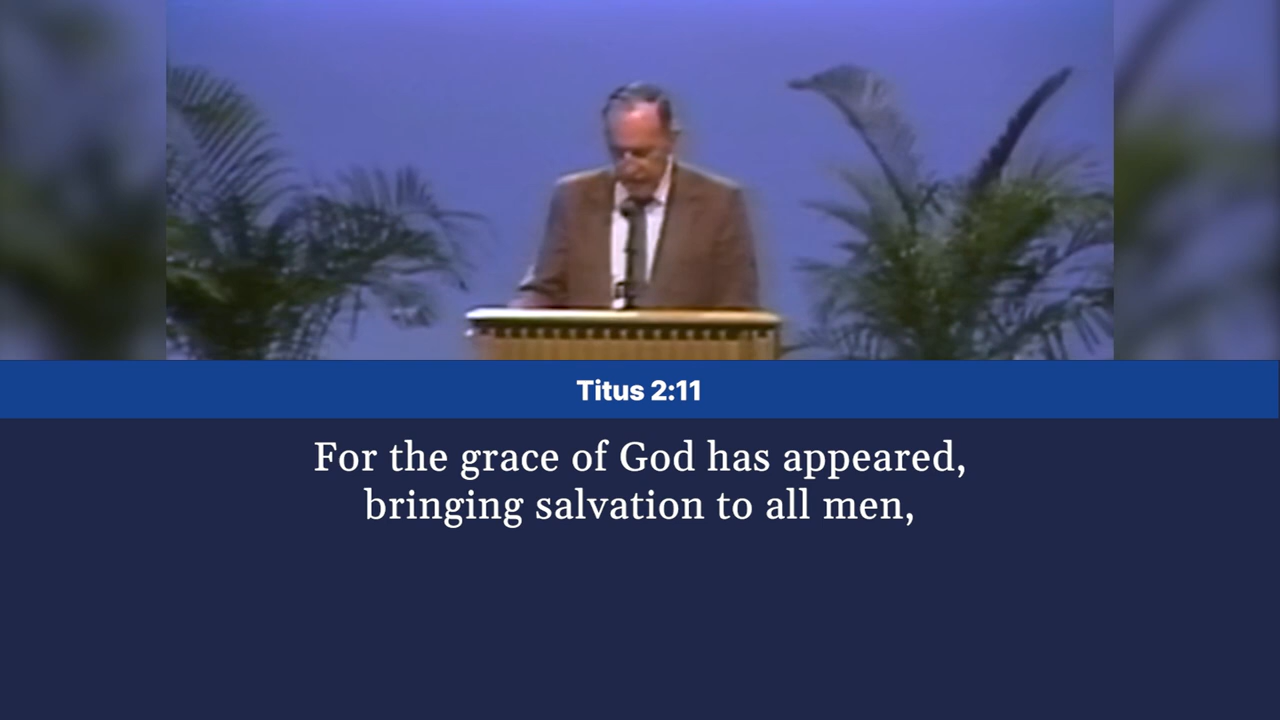 Titus 2:11
For the grace of God has appeared,
bringing salvation to all men,